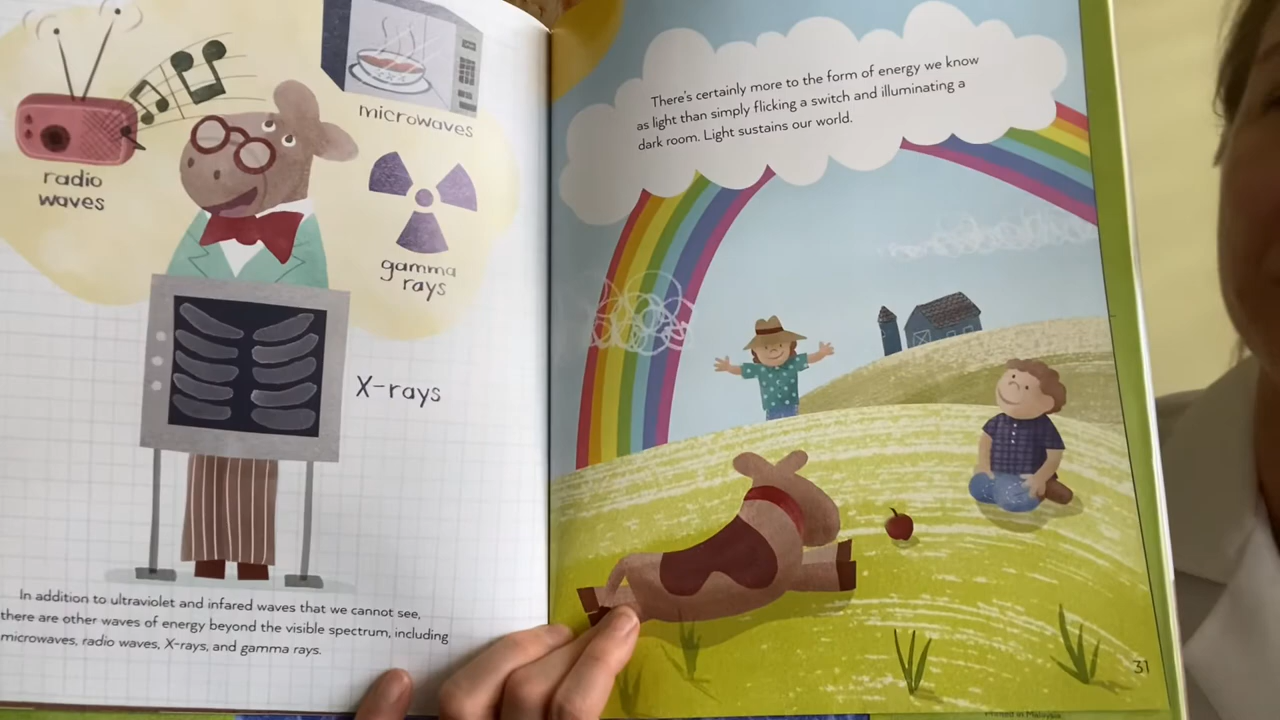 radio
waves
microwaves
gamma
rays
X-rays
In addition to ultraviolet and infared waves that we cannot see,
there are other waves of energy beyond the visible spectrum, including
microwaves, radio waves, X-rays, and gamma rays.
There's certainly more to the form of energy we know
as light than simply flicking a switch and illuminating a
dark room. Light sustains our world.
31
Printed in Malaysia